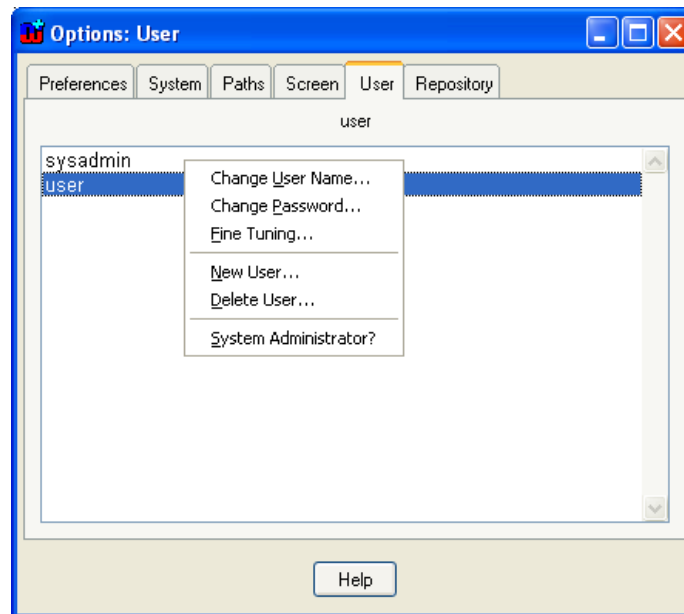 Options: User
Preferences System Paths Screen User Repository
user
sysadmin
user
Change User Name...
Change Password...
Fine Tuning...
New User...
Delete User...
System Administrator?
Help